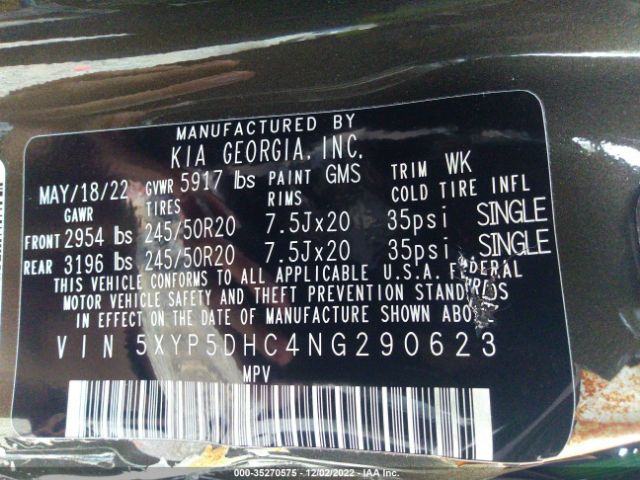 MANUFACTURED BY
KIA GEORGIA, INC.
MAY/18/22 GVWR 5917 lbs PAINT GMS TRIM WK
GAWR TIRES RIMS COLD TIRE INFL
FRONT 2954 lbs 245/50R20 7.5Jx20 35psi SINGLE
REAR 3196 lbs 245/50R20 7.5Jx20 35psi SINGLE
THIS VEHICLE CONFORMS TO ALL APPLICABLE U.S.A. FEDERAL
MOTOR VEHICLE SAFETY AND THEFT PREVENTION STANDARDS
IN EFFECT ON THE DATE OF MANUFACTURE SHOWN ABOVE
VIN 5XYP5DHC4NG290623
MPV
000-35270575 - 12/02/2022 - IAA Inc.